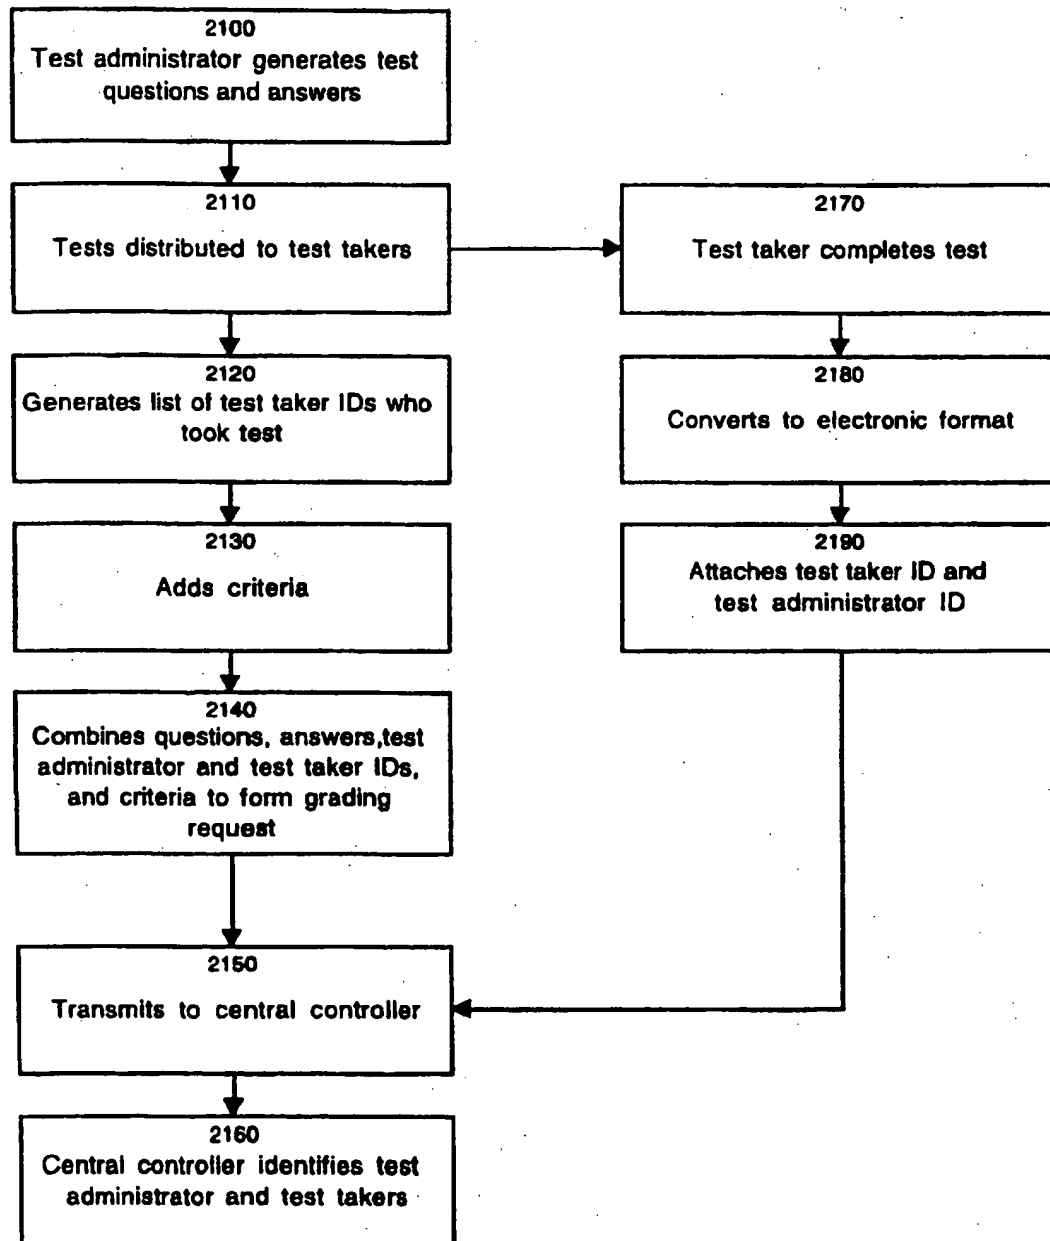 2100
Test administrator generates test
questions and answers
2110
Tests distributed to test takers
2120
Generates list of test taker IDs who
took test
2130
Adds criteria
2140
Combines questions, answers,test
administrator and test taker IDs,
and criteria to form grading
request
2150
Transmits to central controller
2160
Central controller identifies test
administrator and test takers
2170
Test taker completes test
2180
Converts to electronic format
2190
Attaches test taker ID and
test administrator ID